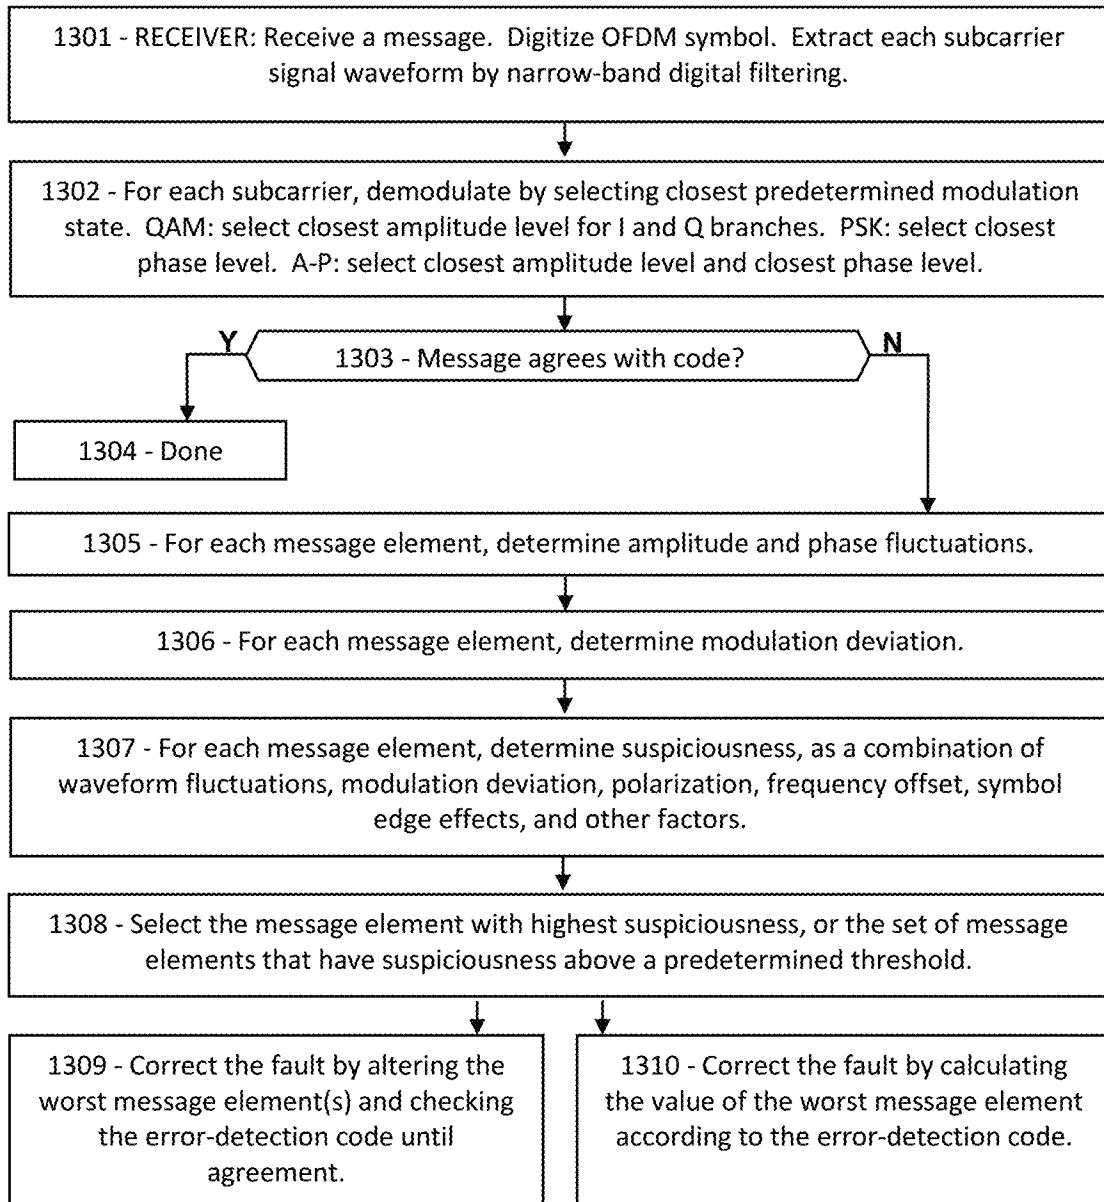 1301 - RECEIVER: Receive a message. Digitize OFDM symbol. Extract each subcarrier
signal waveform by narrow-band digital filtering.
1302 - For each subcarrier, demodulate by selecting closest predetermined modulation
state. QAM: select closest amplitude level for I and Q branches. PSK: select closest
phase level. A-P: select closest amplitude level and closest phase level.
Y
1303 - Message agrees with code?
N
1304 - Done
1305 - For each message element, determine amplitude and phase fluctuations.
1306 - For each message element, determine modulation deviation.
1307 - For each message element, determine suspiciousness, as a combination of
waveform fluctuations, modulation deviation, polarization, frequency offset, symbol
edge effects, and other factors.
1308 - Select the message element with highest suspiciousness, or the set of message
elements that have suspiciousness above a predetermined threshold.
1309 - Correct the fault by altering the
worst message element(s) and checking
the error-detection code until
agreement.
1310 - Correct the fault by calculating
the value of the worst message element
according to the error-detection code.